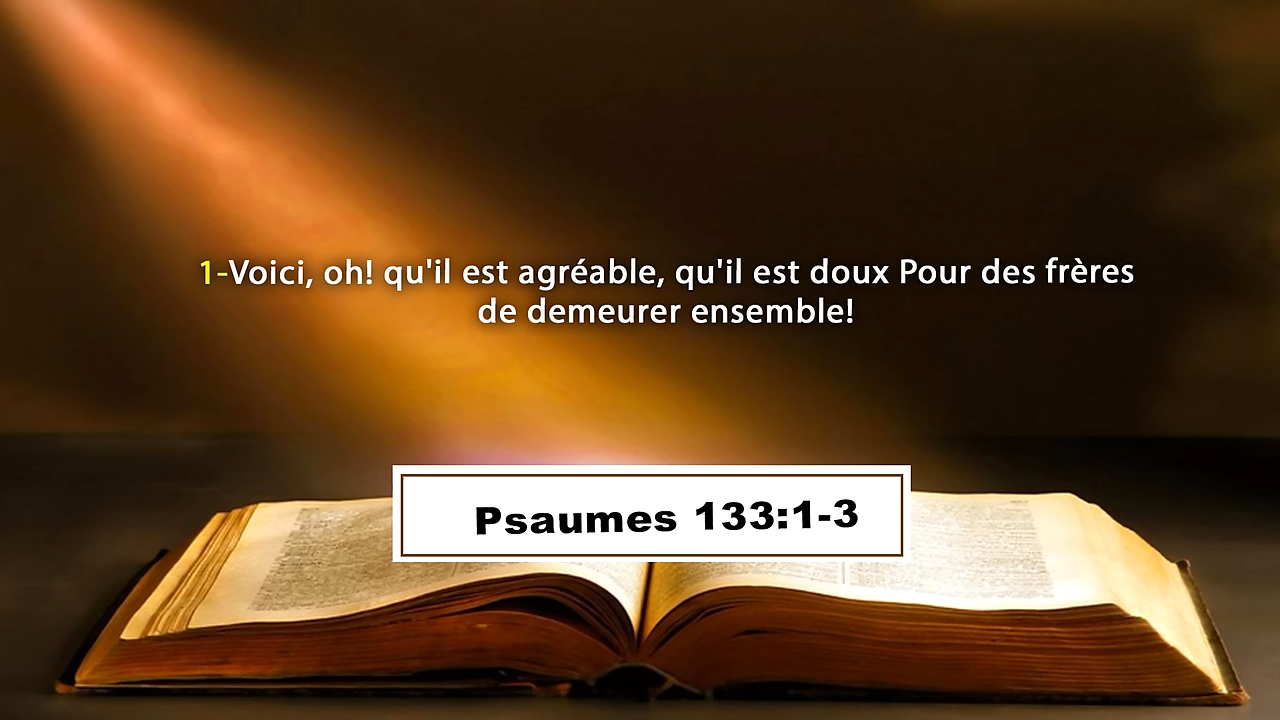 1-Voici, oh! qu'il est agréable, qu'il est doux Pour des frères
de demeurer ensemble!
Psaumes 133:1-3